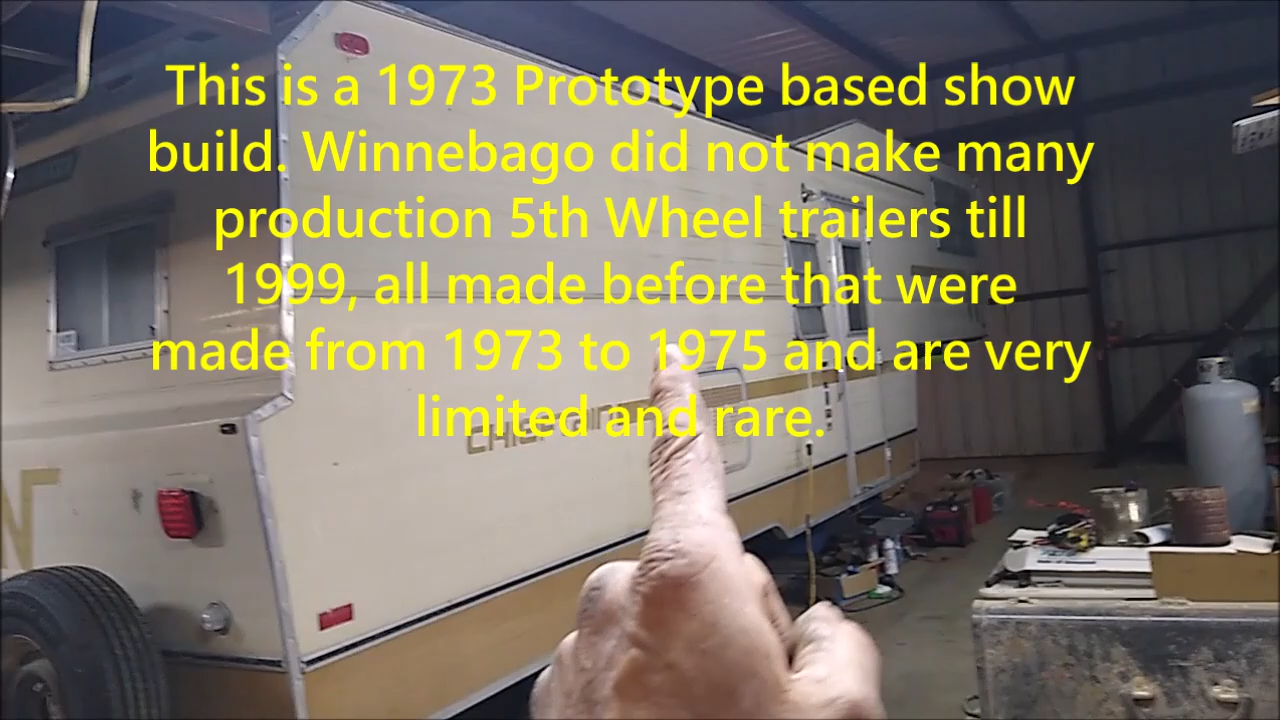 This is a 1973 Prototype based show
build. Winnebago did not make many
production 5th Wheel trailers till
1999, all made before that were
made from 1973 to 1975 and are very
limited and rare.